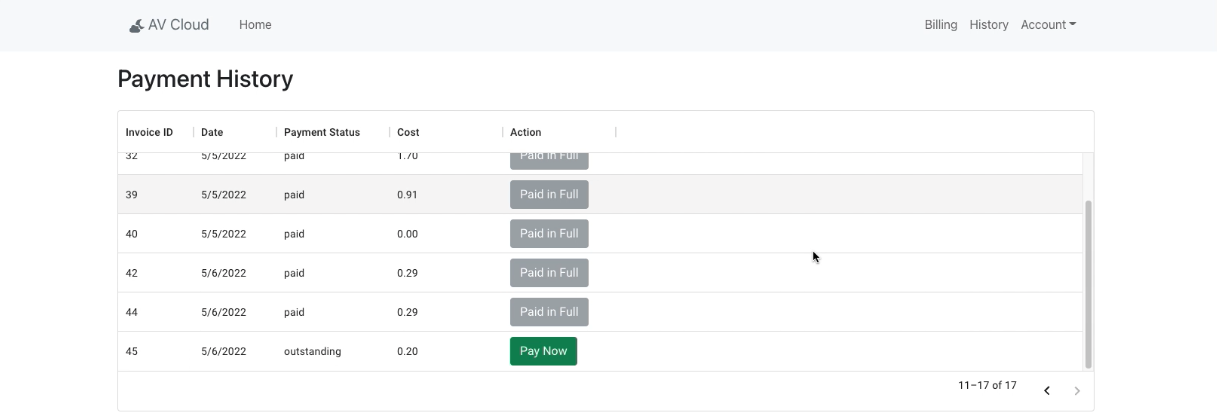 AV Cloud Home Billing History Account
Payment History
Invoice ID Date Payment Status Cost Action
32 5/5/2022 paid 1.70 Paid in Full
39 5/5/2022 paid 0.91 Paid in Full
40 5/5/2022 paid 0.00 Paid in Full
42 5/6/2022 paid 0.29 Paid in Full
44 5/6/2022 paid 0.29 Paid in Full
45 5/6/2022 outstanding 0.20 Pay Now
11–17 of 17